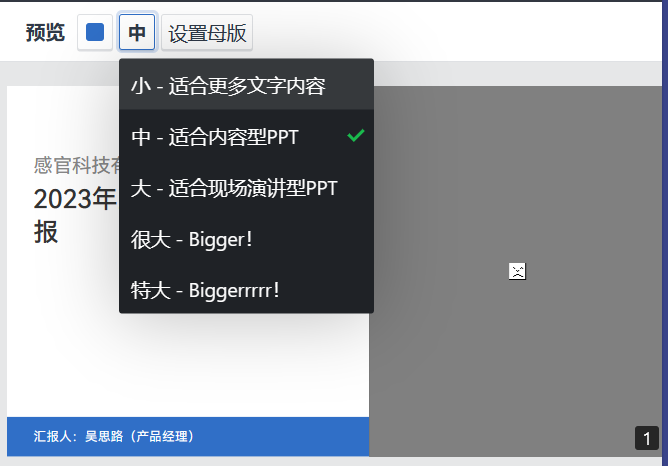 预览
中
设置母版
小 - 适合更多文字内容
中 - 适合内容型PPT
大 - 适合现场演讲型PPT
很大 - Bigger!
特大 - Biggerrrrr!
感官科技有
2023年
报
汇报人：吴思路（产品经理）
1